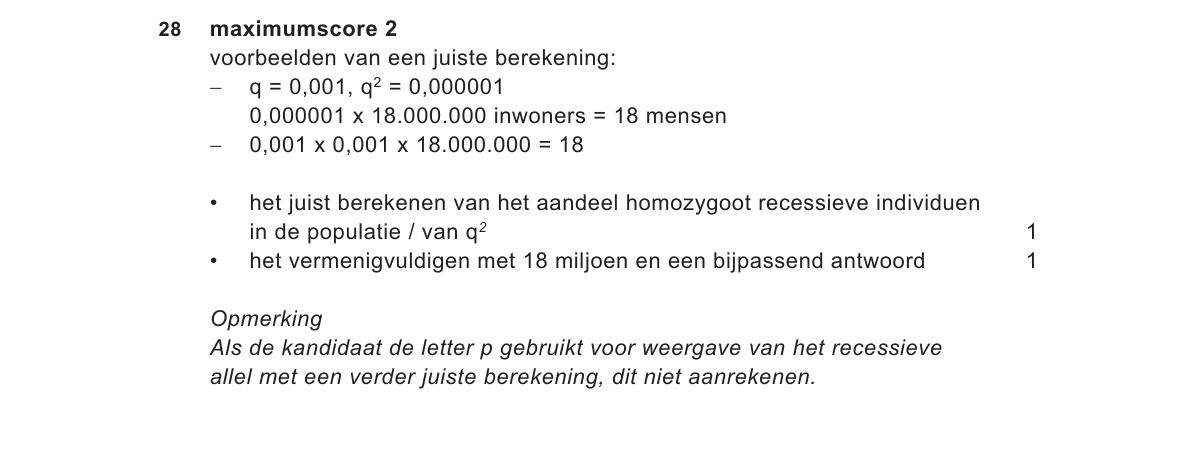 28 maximumscore 2
voorbeelden van een juiste berekening:
– q = 0,001, q² = 0,000001
0,000001 x 18.000.000 inwoners = 18 mensen
– 0,001 x 0,001 x 18.000.000 = 18
• het juist berekenen van het aandeel homozygoot recessieve individuen
in de populatie / van q² 1
• het vermenigvuldigen met 18 miljoen en een bijpassend antwoord 1
Opmerking
Als de kandidaat de letter p gebruikt voor weergave van het recessieve
allel met een verder juiste berekening, dit niet aanrekenen.